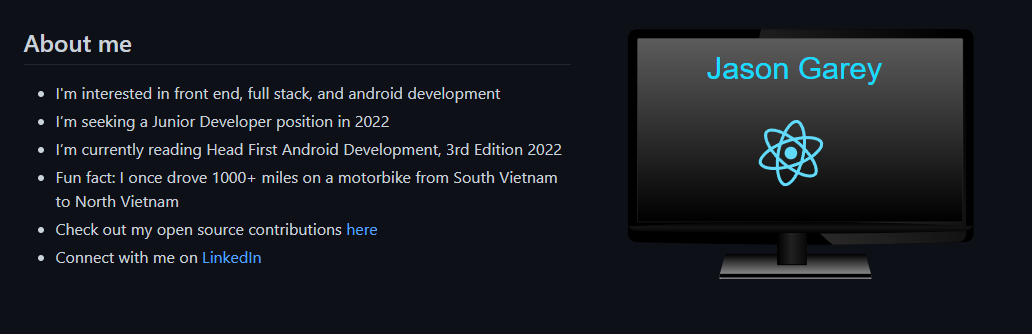 About me
I'm interested in front end, full stack, and android development
I’m seeking a Junior Developer position in 2022
I’m currently reading Head First Android Development, 3rd Edition 2022
Fun fact: I once drove 1000+ miles on a motorbike from South Vietnam
to North Vietnam
Check out my open source contributions here
Connect with me on LinkedIn
Jason Garey